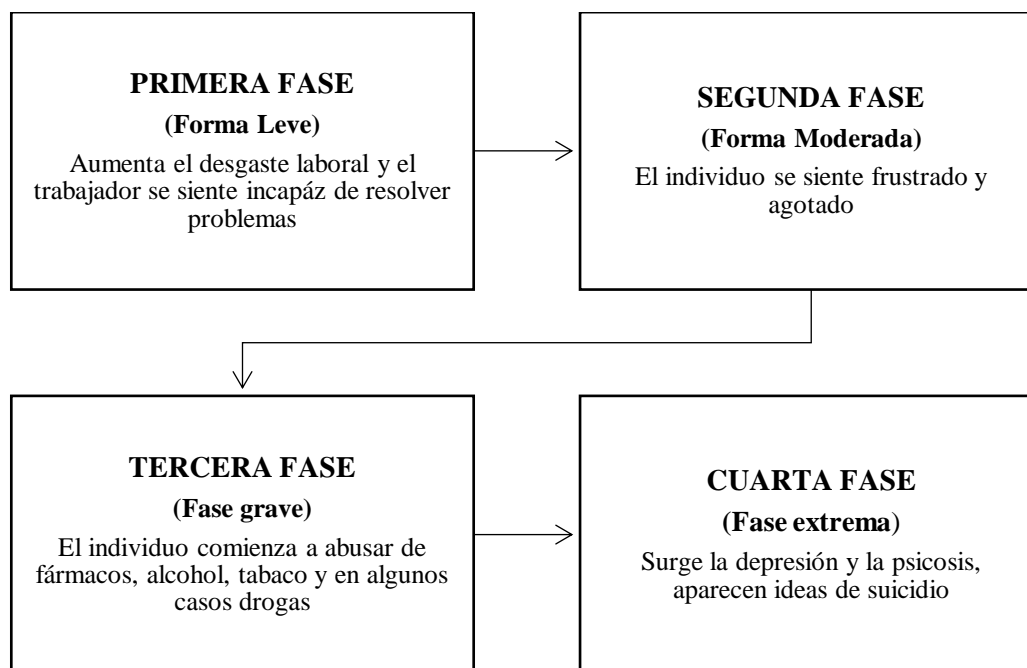 PRIMERA FASE
(Forma Leve)
Aumenta el desgaste laboral y el
trabajador se siente incapáz de resolver
problemas
SEGUNDA FASE
(Forma Moderada)
El individuo se siente frustrado y
agotado
TERCERA FASE
(Fase grave)
El individuo comienza a abusar de
fármacos, alcohol, tabaco y en algunos
casos drogas
CUARTA FASE
(Fase extrema)
Surge la depresión y la psicosis,
aparecen ideas de suicidio